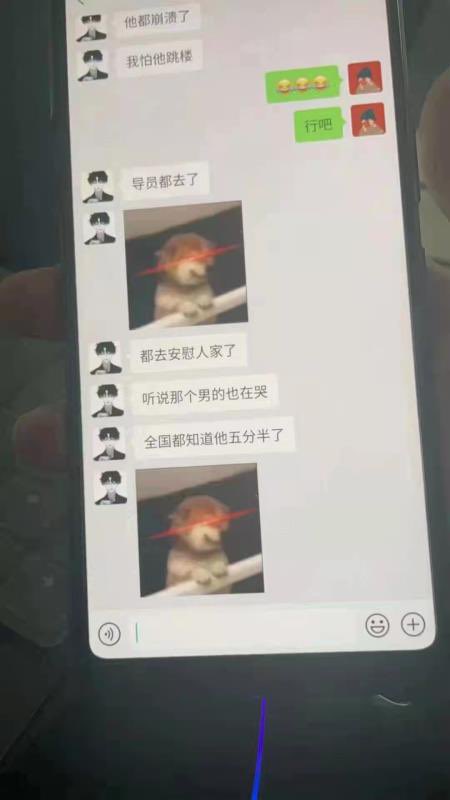 他都崩溃了
我怕他跳楼
😂😂😂
行吧
导员都去了
都去安慰人家了
听说那个男的也在哭
全国都知道他五分半了